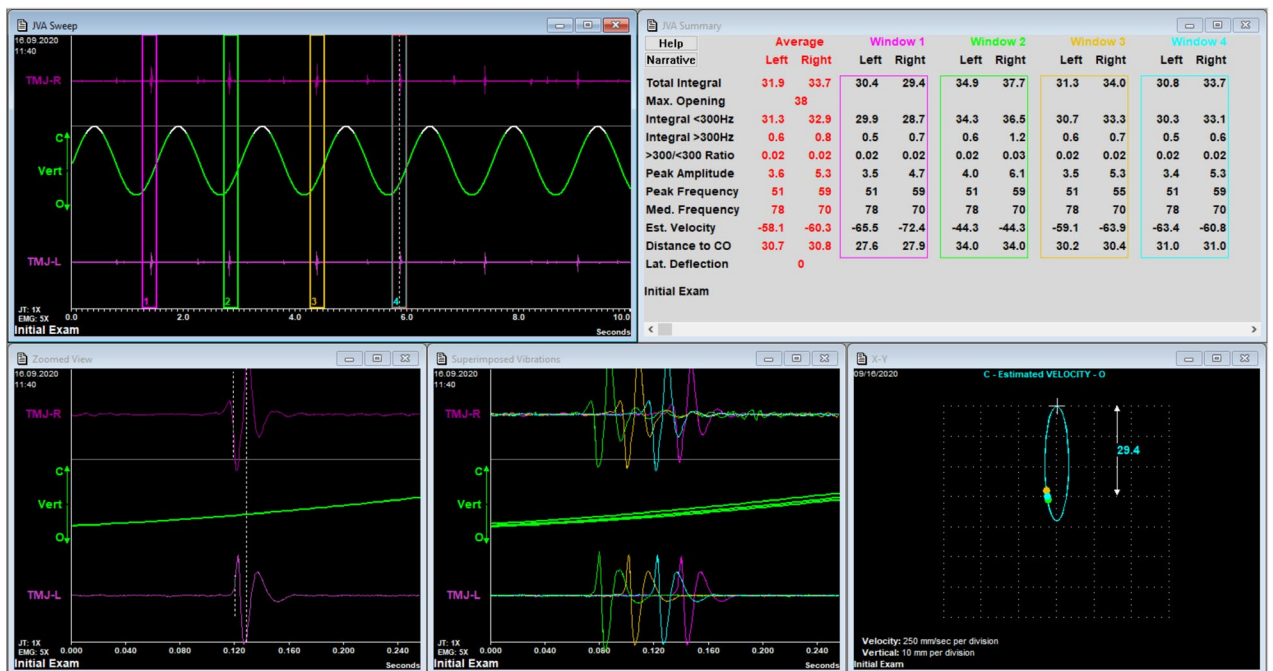 JVA Sweep
16.09.2020
11:40
TMJ-R
C
Vert
O
TMJ-L
1 2 3 4
JT: 1X
EMG: 5X
0.0 2.0 4.0 6.0 8.0 10.0
Initial Exam Seconds
JVA Summary
Help Average Window 1 Window 2 Window 3 Window 4
Narrative Left Right Left Right Left Right Left Right Left Right
Total Integral 31.9 33.7 30.4 29.4 34.9 37.7 31.3 34.0 30.8 33.7
Max. Opening 38
Integral <300Hz 31.3 32.9 29.9 28.7 34.3 36.5 30.7 33.3 30.3 33.1
Integral >300Hz 0.6 0.8 0.5 0.7 0.6 1.2 0.6 0.7 0.5 0.6
>300/<300 Ratio 0.02 0.02 0.02 0.02 0.02 0.03 0.02 0.02 0.02 0.02
Peak Amplitude 3.6 5.3 3.5 4.7 4.0 6.1 3.5 5.3 3.4 5.3
Peak Frequency 51 59 51 59 51 59 51 55 51 59
Med. Frequency 78 70 78 70 78 70 78 70 78 70
Est. Velocity -58.1 -60.3 -65.5 -72.4 -44.3 -44.3 -59.1 -63.9 -63.4 -60.8
Distance to CO 30.7 30.8 27.6 27.9 34.0 34.0 30.2 30.4 31.0 31.0
Lat. Deflection 0
Initial Exam
Zoomed View
16.09.2020
11:40
TMJ-R
C
Vert
O
TMJ-L
JT: 1X
EMG: 5X
0.000 0.040 0.080 0.120 0.160 0.200 0.240
Initial Exam Seconds
Superimposed Vibrations
16.09.2020
11:40
TMJ-R
C
Vert
O
TMJ-L
JT: 1X
EMG: 5X
0.000 0.040 0.080 0.120 0.160 0.200 0.240
Initial Exam Seconds
X-Y
09/16/2020 C - Estimated VELOCITY - O
29.4
Velocity: 250 mm/sec per division
Vertical: 10 mm per division
Initial Exam